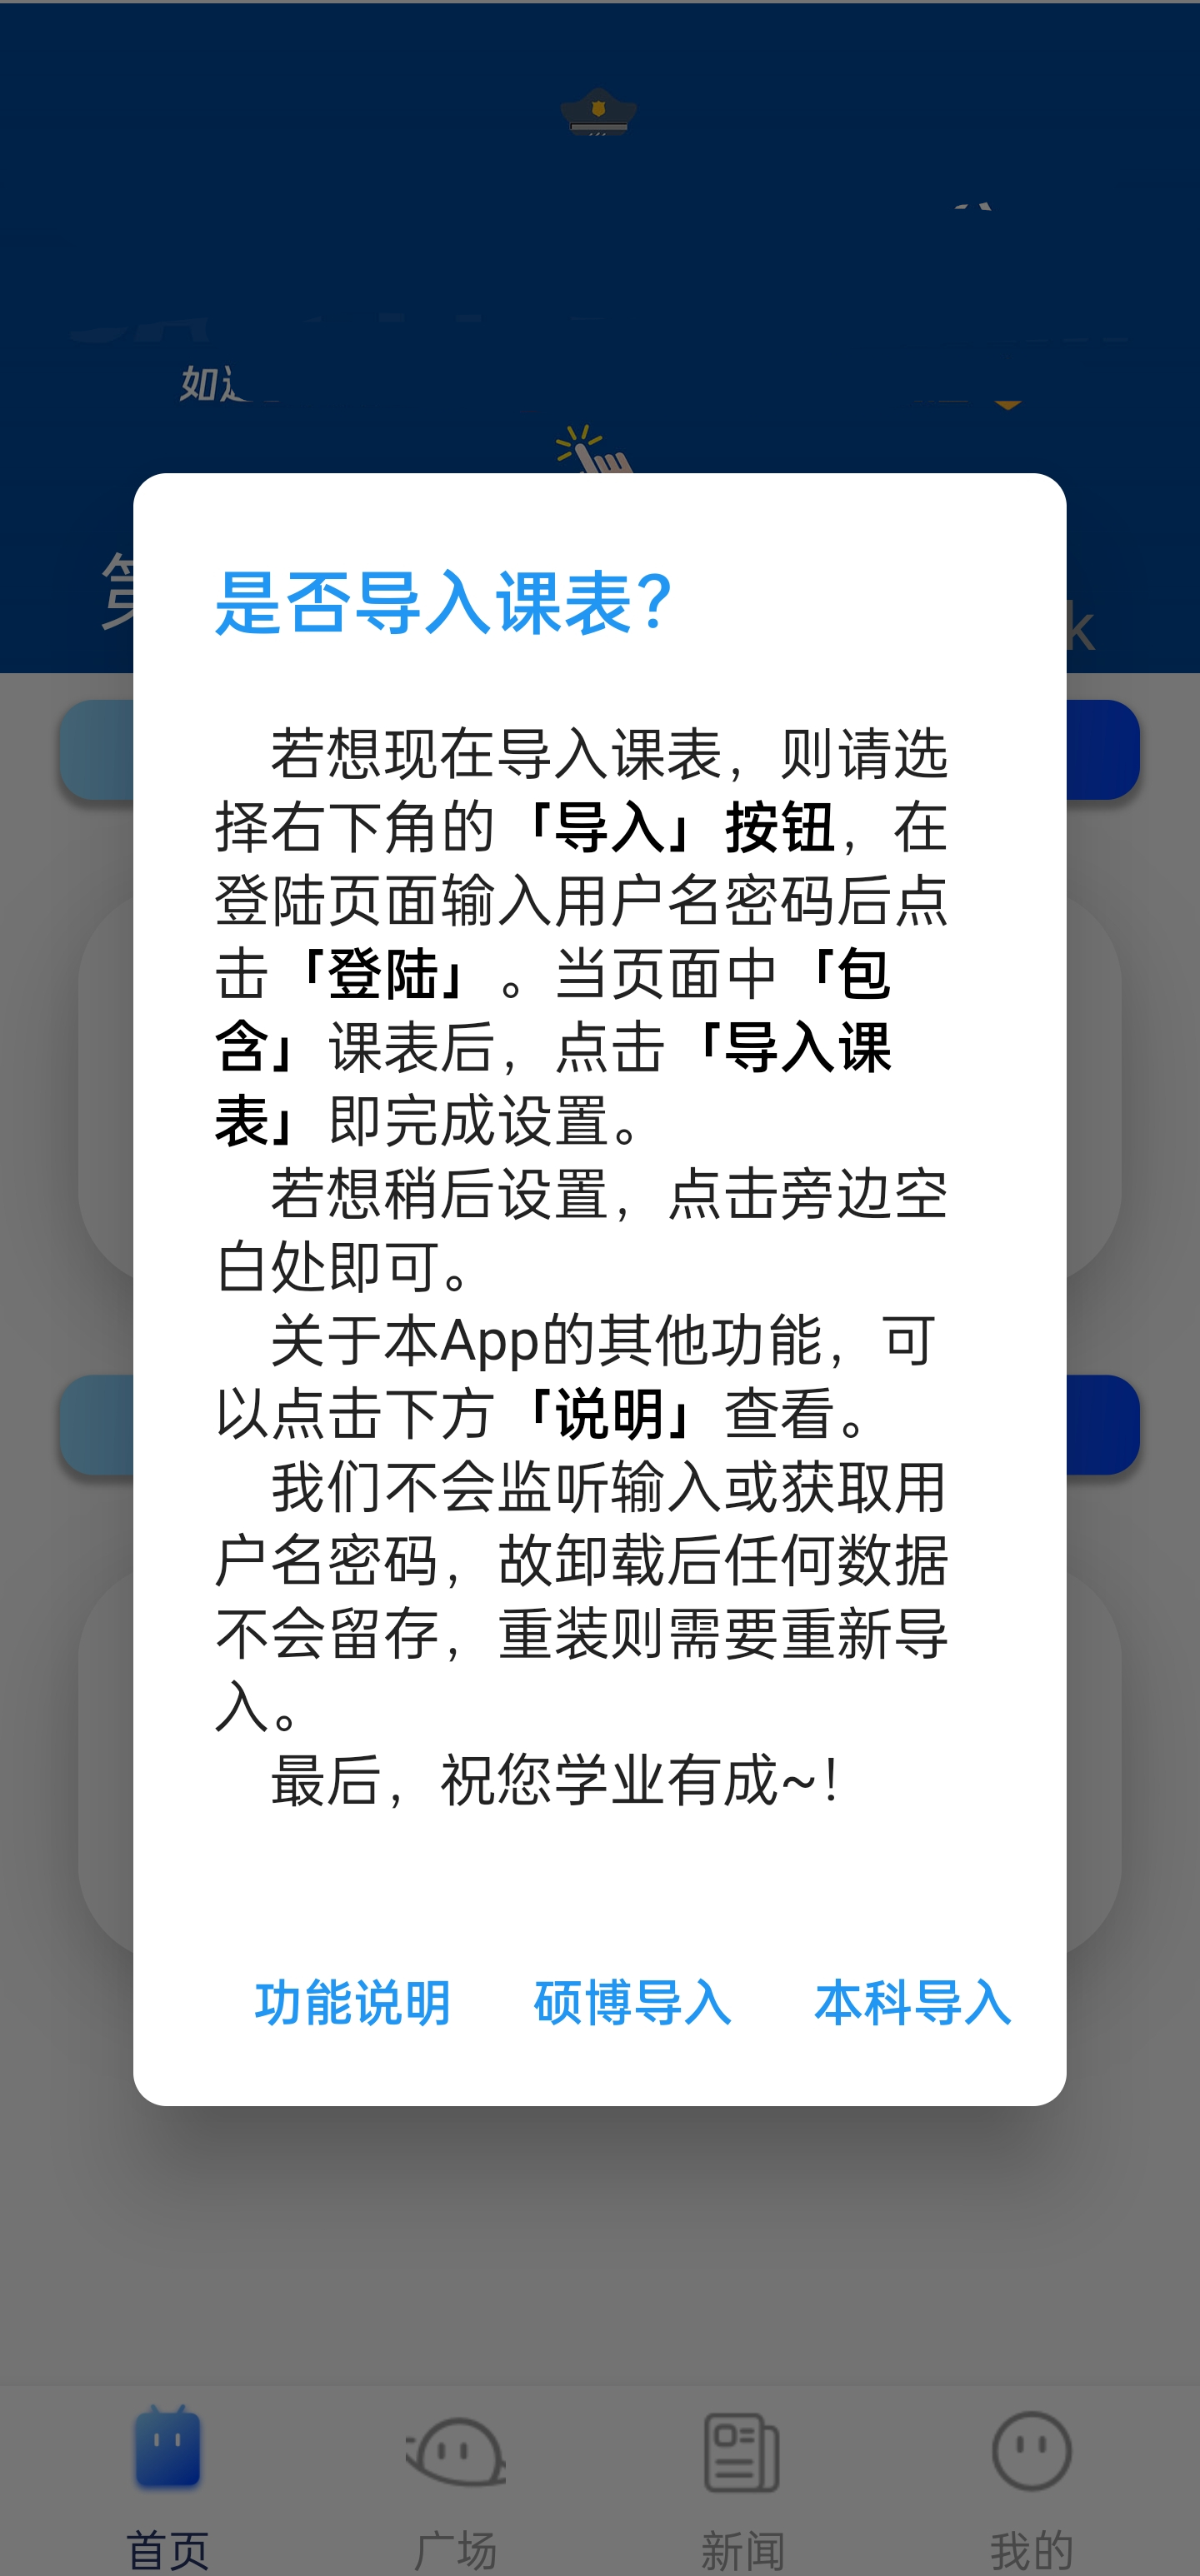 如
第
k
是否导入课表？
若想现在导入课表，则请选
择右下角的「导入」按钮，在
登陆页面输入用户名密码后点
击「登陆」。当页面中「包
含」课表后，点击「导入课
表」即完成设置。
若想稍后设置，点击旁边空
白处即可。
关于本App的其他功能，可
以点击下方「说明」查看。
我们不会监听输入或获取用
户名密码，故卸载后任何数据
不会留存，重装则需要重新导
入。
最后，祝您学业有成~！
功能说明 硕博导入 本科导入
首页 广场 新闻 我的